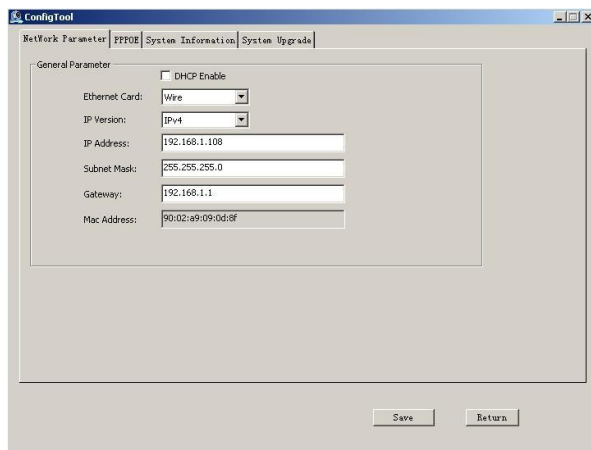 ConfigTool
NetWork Parameter PPPOE System Information System Upgrade
General Parameter
DHCP Enable
Ethernet Card: Wire
IP Version: IPv4
IP Address: 192.168.1.108
Subnet Mask: 255.255.255.0
Gateway: 192.168.1.1
Mac Address: 90:02:a9:09:0d:8f
Save Return